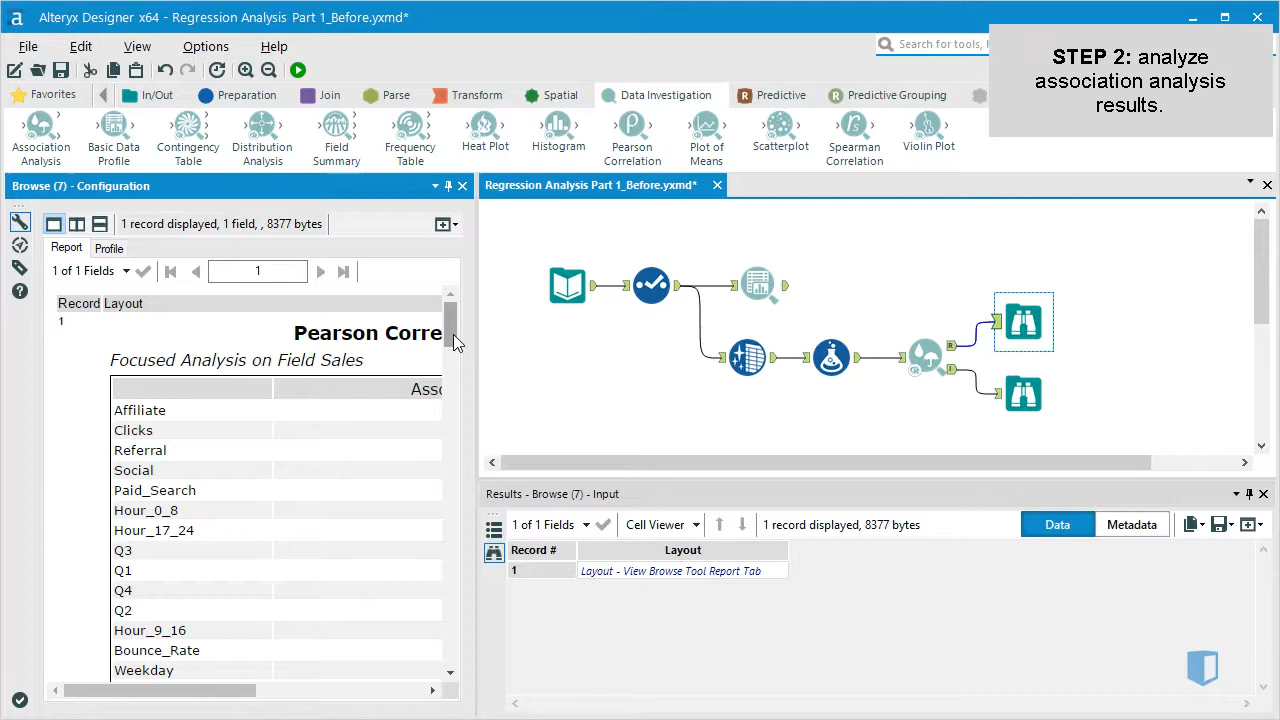 a Alteryx Designer x64 - Regression Analysis Part 1_Before.yxmd*
File Edit View Options Help
Search for tools, h
STEP 2: analyze
association analysis
results.
Favorites In/Out Preparation Join Parse Transform Spatial Data Investigation Predictive Predictive Grouping
Association
Analysis
Basic Data
Profile
Contingency
Table
Distribution
Analysis
Field
Summary
Frequency
Table
Heat Plot
Histogram
Pearson
Correlation
Plot of
Means
Scatterplot
Spearman
Correlation
Violin Plot
Browse (7) - Configuration
1 record displayed, 1 field, , 8377 bytes
Report Profile
1 of 1 Fields 1
Record Layout
1
Pearson Corre
Focused Analysis on Field Sales
Asso
Affiliate
Clicks
Referral
Social
Paid_Search
Hour_0_8
Hour_17_24
Q3
Q1
Q4
Q2
Hour_9_16
Bounce_Rate
Weekday
Regression Analysis Part 1_Before.yxmd*
R
I
Results - Browse (7) - Input
1 of 1 Fields Cell Viewer 1 record displayed, 8377 bytes Data Metadata
Record # Layout
1 Layout - View Browse Tool Report Tab